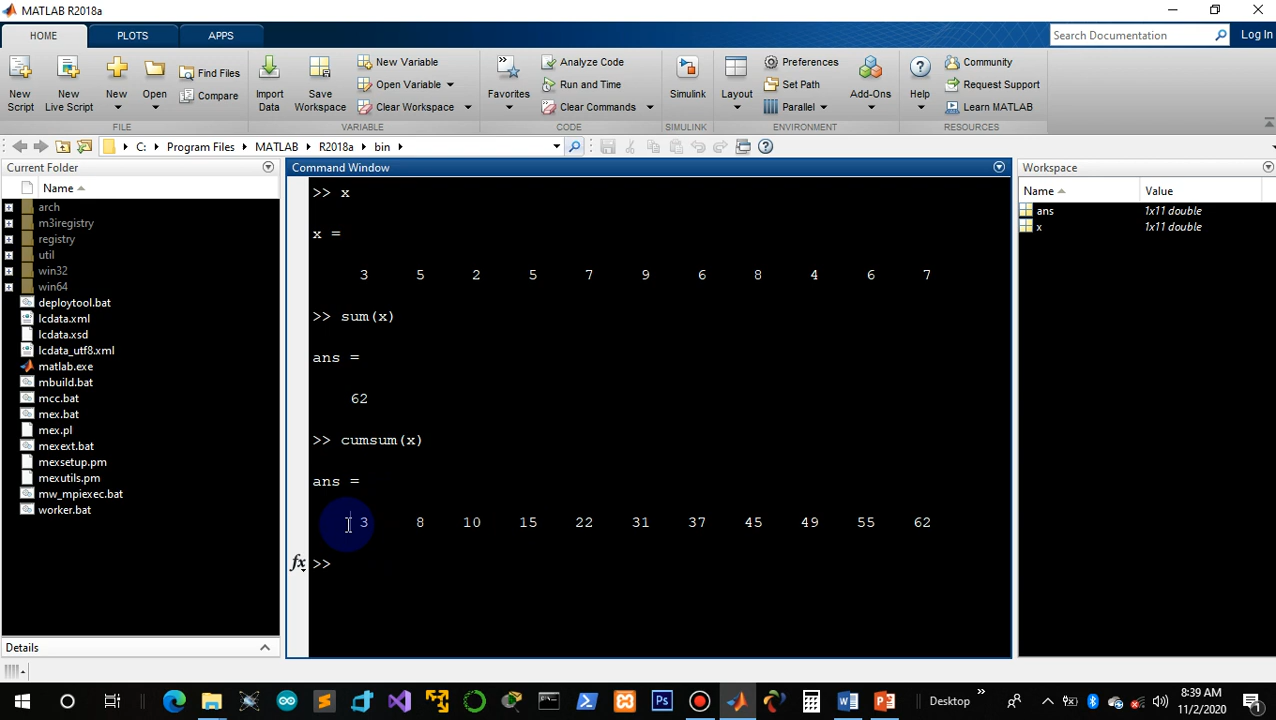 MATLAB R2018a
HOME PLOTS APPS
Search Documentation
Log In
New Script
New Live Script
New
Open
Find Files
Compare
FILE
Import Data
Save Workspace
New Variable
Open Variable
Clear Workspace
VARIABLE
Favorites
Analyze Code
Run and Time
Clear Commands
CODE
Simulink
SIMULINK
Layout
Preferences
Set Path
Parallel
Add-Ons
ENVIRONMENT
Help
Community
Request Support
Learn MATLAB
RESOURCES
C: Program Files MATLAB R2018a bin
Current Folder
Name
arch
m3iregistry
registry
util
win32
win64
deploytool.bat
lcdata.xml
lcdata.xsd
lcdata_utf8.xml
matlab.exe
mbuild.bat
mcc.bat
mex.bat
mex.pl
mexext.bat
mexsetup.pm
mexutils.pm
mw_mpiexec.bat
worker.bat
Details
Command Window
>> x
x =
3 5 2 5 7 9 6 8 4 6 7
>> sum(x)
ans =
62
>> cumsum(x)
ans =
3 8 10 15 22 31 37 45 49 55 62
fx >>
Workspace
Name Value
ans 1x11 double
x 1x11 double
Desktop
8:39 AM
11/2/2020